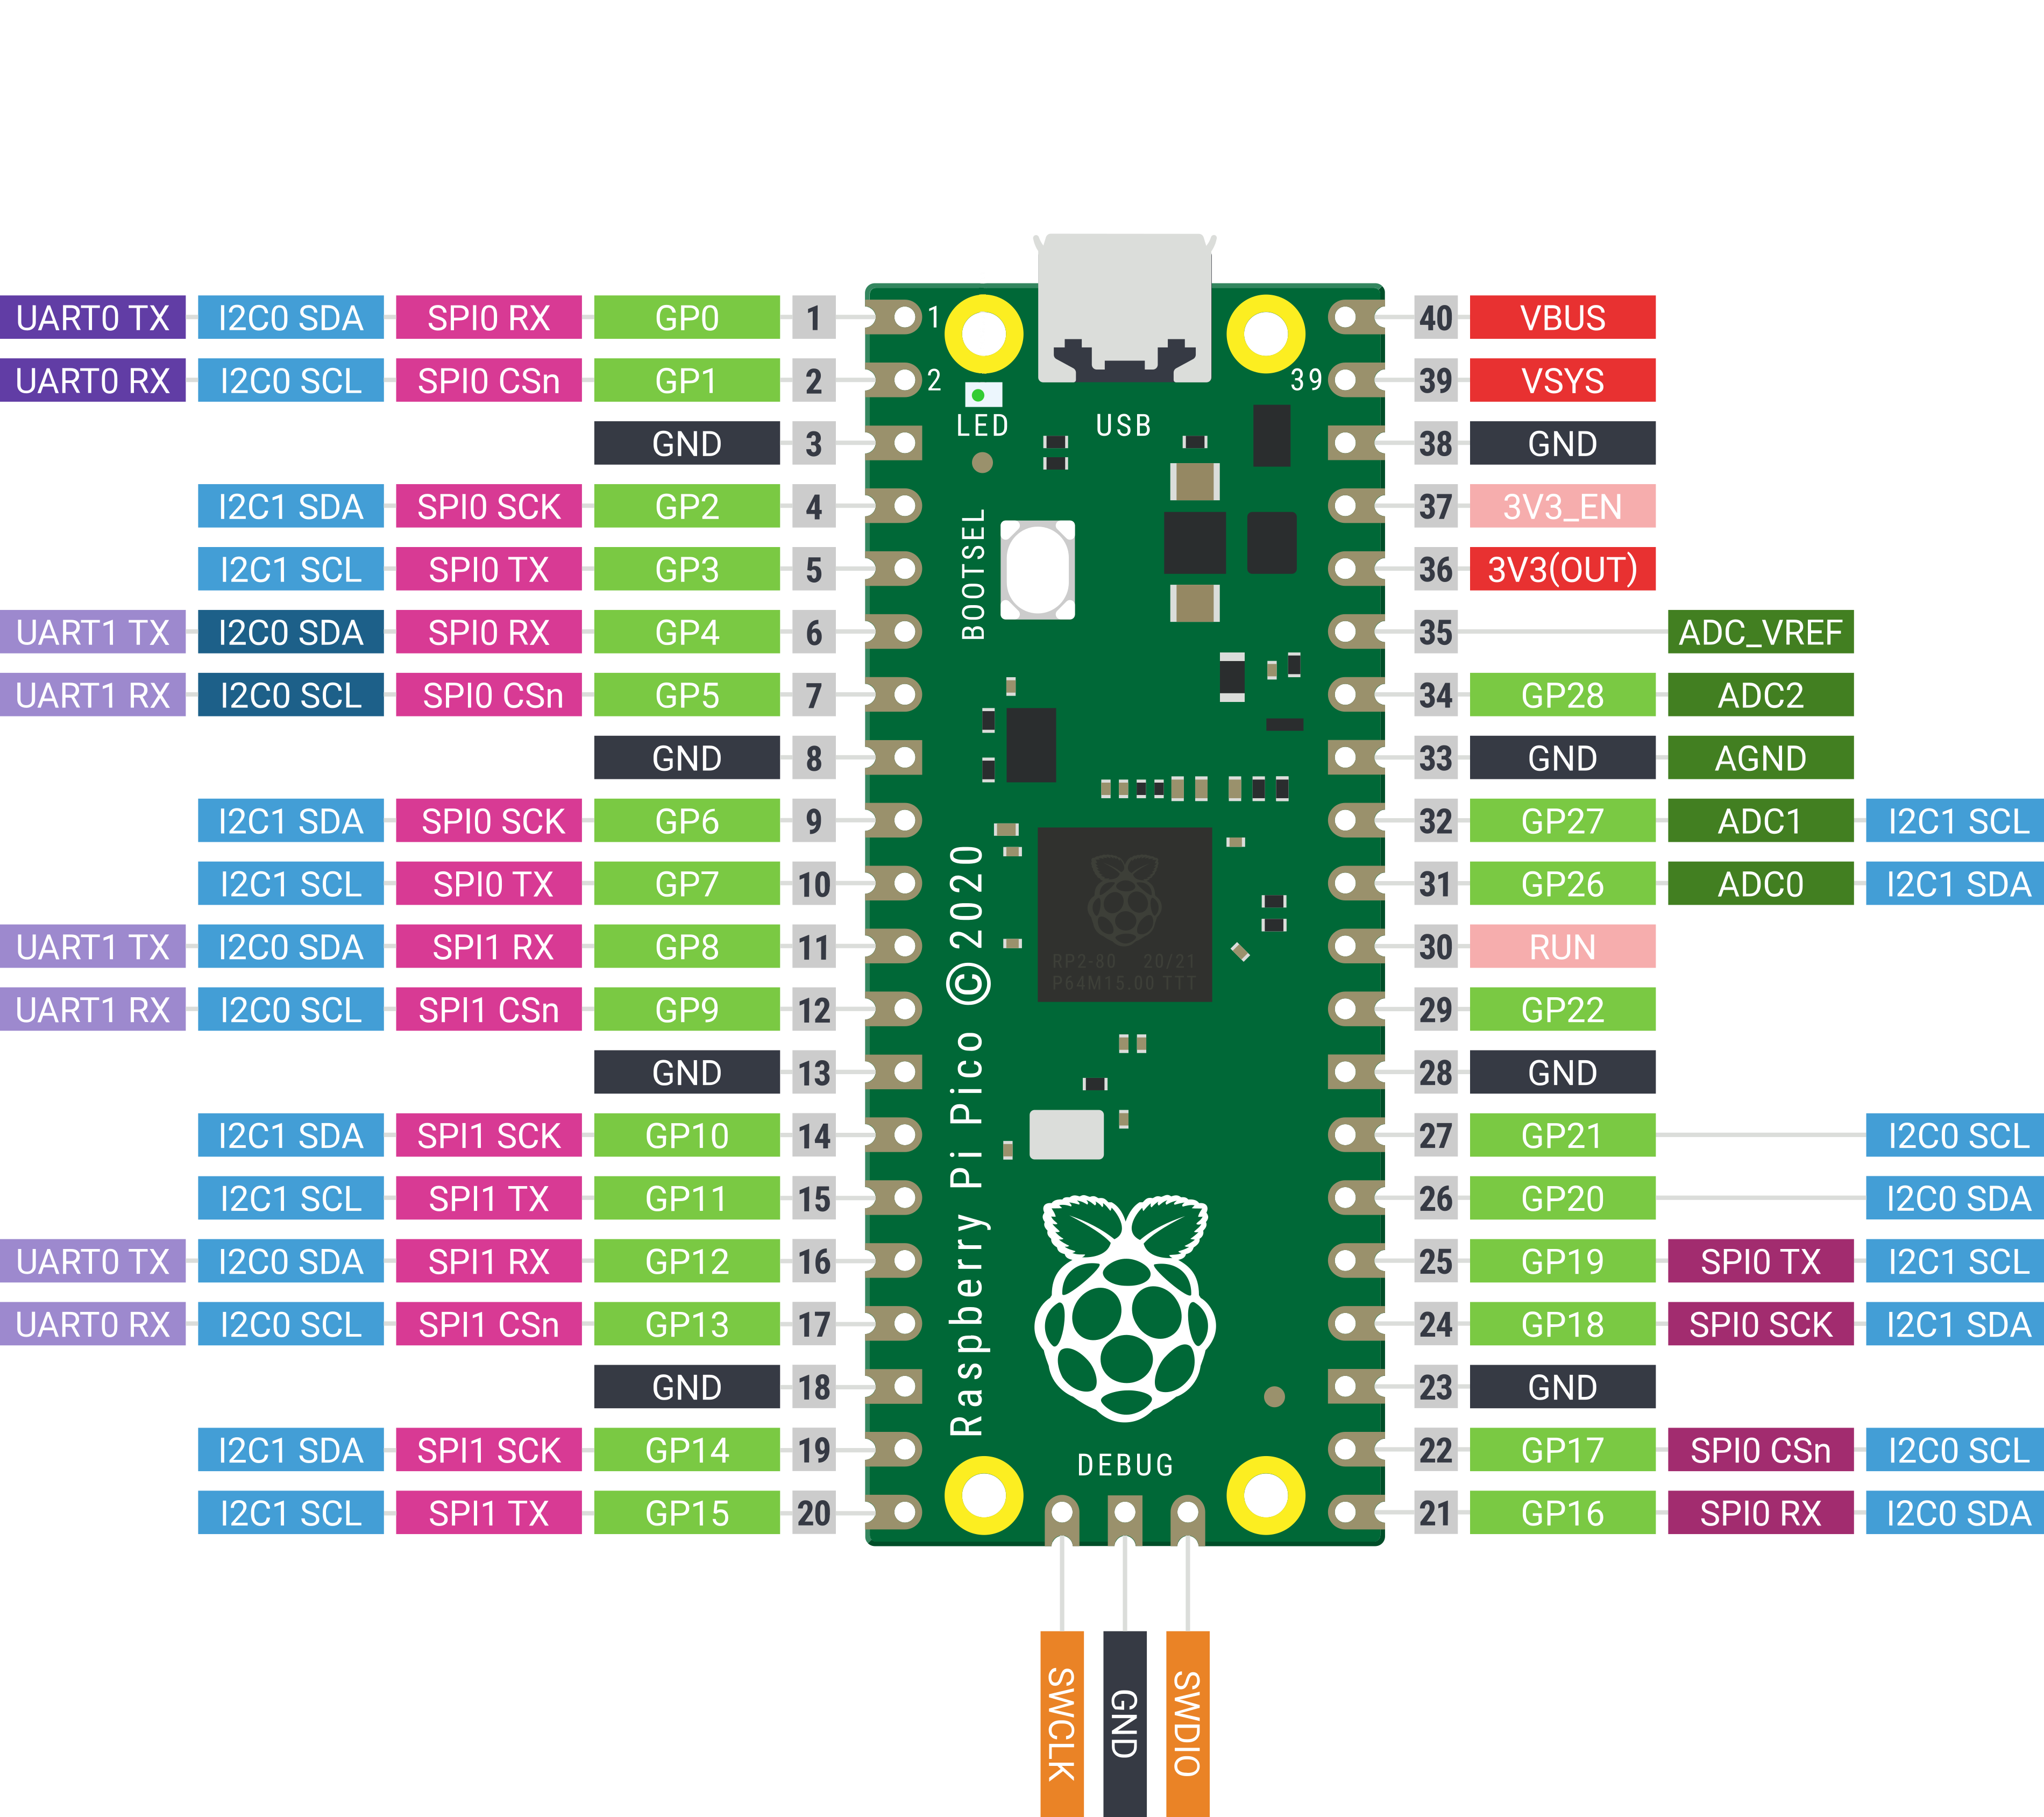 UART0 TX I2C0 SDA SPI0 RX GP0 1 1 40 VBUS
UART0 RX I2C0 SCL SPI0 CSn GP1 2 2 39 39 VSYS
LED USB
GND 3 38 GND
I2C1 SDA SPI0 SCK GP2 4 37 3V3_EN
I2C1 SCL SPI0 TX GP3 5 36 3V3(OUT)
BOOTSEL
UART1 TX I2C0 SDA SPI0 RX GP4 6 35 ADC_VREF
UART1 RX I2C0 SCL SPI0 CSn GP5 7 34 GP28 ADC2
GND 8 33 GND AGND
I2C1 SDA SPI0 SCK GP6 9 32 GP27 ADC1 I2C1 SCL
I2C1 SCL SPI0 TX GP7 10 31 GP26 ADC0 I2C1 SDA
UART1 TX I2C0 SDA SPI1 RX GP8 11 30 RUN
RP2-80 20/21
P64M15.00 TTT
UART1 RX I2C0 SCL SPI1 CSn GP9 12 29 GP22
GND 13 28 GND
Raspberry Pi Pico ©2020
I2C1 SDA SPI1 SCK GP10 14 27 GP21 I2C0 SCL
I2C1 SCL SPI1 TX GP11 15 26 GP20 I2C0 SDA
UART0 TX I2C0 SDA SPI1 RX GP12 16 25 GP19 SPI0 TX I2C1 SCL
UART0 RX I2C0 SCL SPI1 CSn GP13 17 24 GP18 SPI0 SCK I2C1 SDA
GND 18 23 GND
I2C1 SDA SPI1 SCK GP14 19 22 GP17 SPI0 CSn I2C0 SCL
DEBUG
I2C1 SCL SPI1 TX GP15 20 21 GP16 SPI0 RX I2C0 SDA
SWCLK
GND
SWDIO